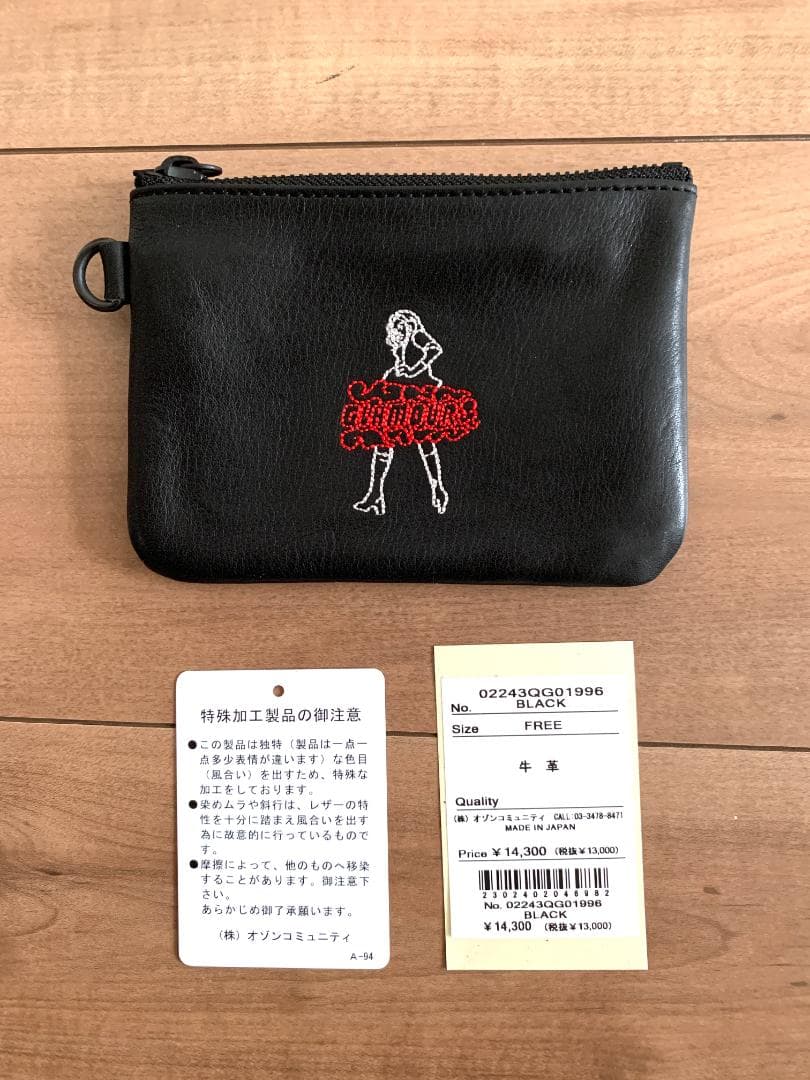 GLAMOUR
特殊加工製品の御注意
●この製品は独特（製品は一点一
点多少表情が違います）な色目
（風合い）を出すため、特殊な
加工をしております。
●染めムラや斜行は、レザーの特
性を十分に踏まえ風合いを出す
為に故意的に行っているもので
す。
●摩擦によって、他のものへ移染
することがあります。御注意下
さい。
あらかじめ御了承願います。
（株）オゾンコミュニティ
A-94
No. 02243QG01996
BLACK
Size FREE
牛 革
Quality
（株）オゾンコミュニティ CALL:03-3478-8471
MADE IN JAPAN
Price ¥14,300（税抜¥13,000）
2302402046982
No. 02243QG01996
BLACK
¥14,300（税抜¥13,000）